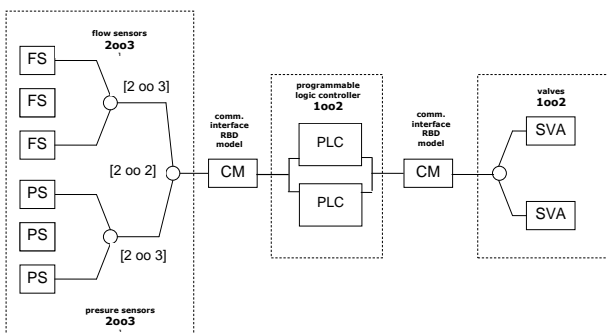 flow sensors
2oo3
FS
FS
FS
[2 oo 3]
[2 oo 2]
PS
PS
PS
[2 oo 3]
presure sensors
2oo3
comm.
interface
RBD
model
CM
programmable
logic controller
1oo2
PLC
PLC
comm.
interface
RBD
model
CM
valves
1oo2
SVA
SVA